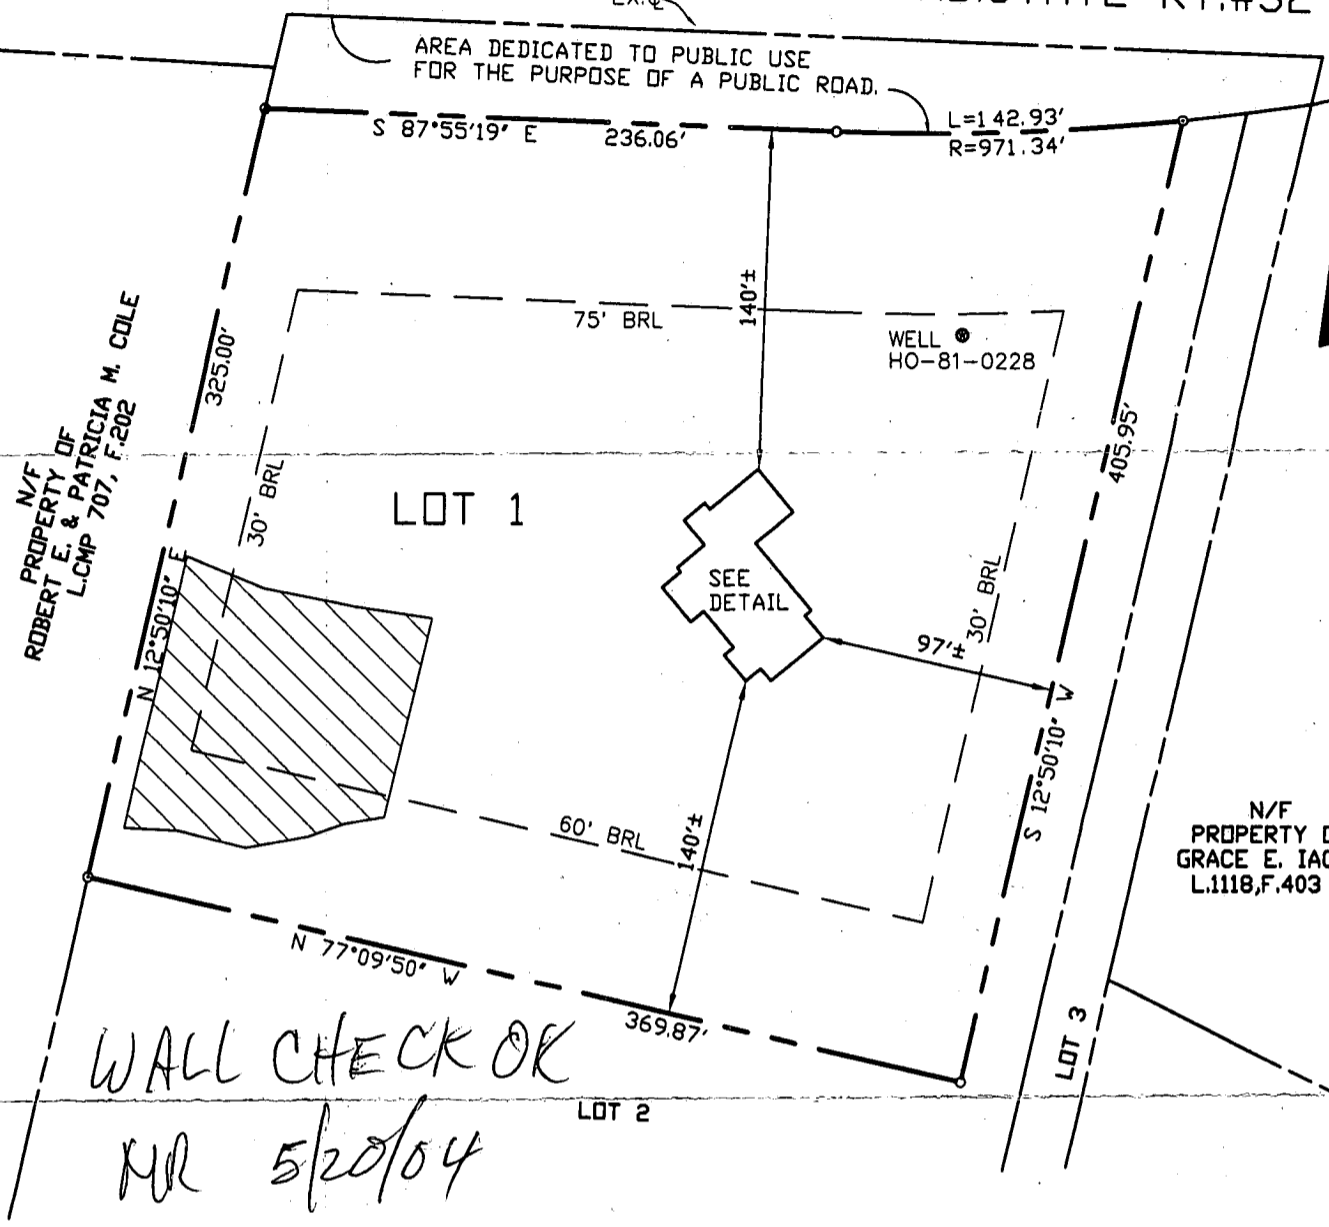 AREA DEDICATED TO PUBLIC USE
FOR THE PURPOSE OF A PUBLIC ROAD.
S 87°55'19" E 236.06'
L=142.93'
R=971.34'
75' BRL
140'±
WELL
HO-81-0228
325.00'
405.95'
N/F
PROPERTY OF
ROBERT E. & PATRICIA M. COLE
L.CMP 707, F.202
30' BRL
LOT 1
SEE
DETAIL
30' BRL
97'±
N 12°50'10" E
S 12°50'10" W
60' BRL
140'±
N/F
PROPERTY
GRACE E.
L.1118,F.403
N 77°09'50" W
369.87'
LOT 3
WALL CHECK OK
LOT 2
MR 5/20/04